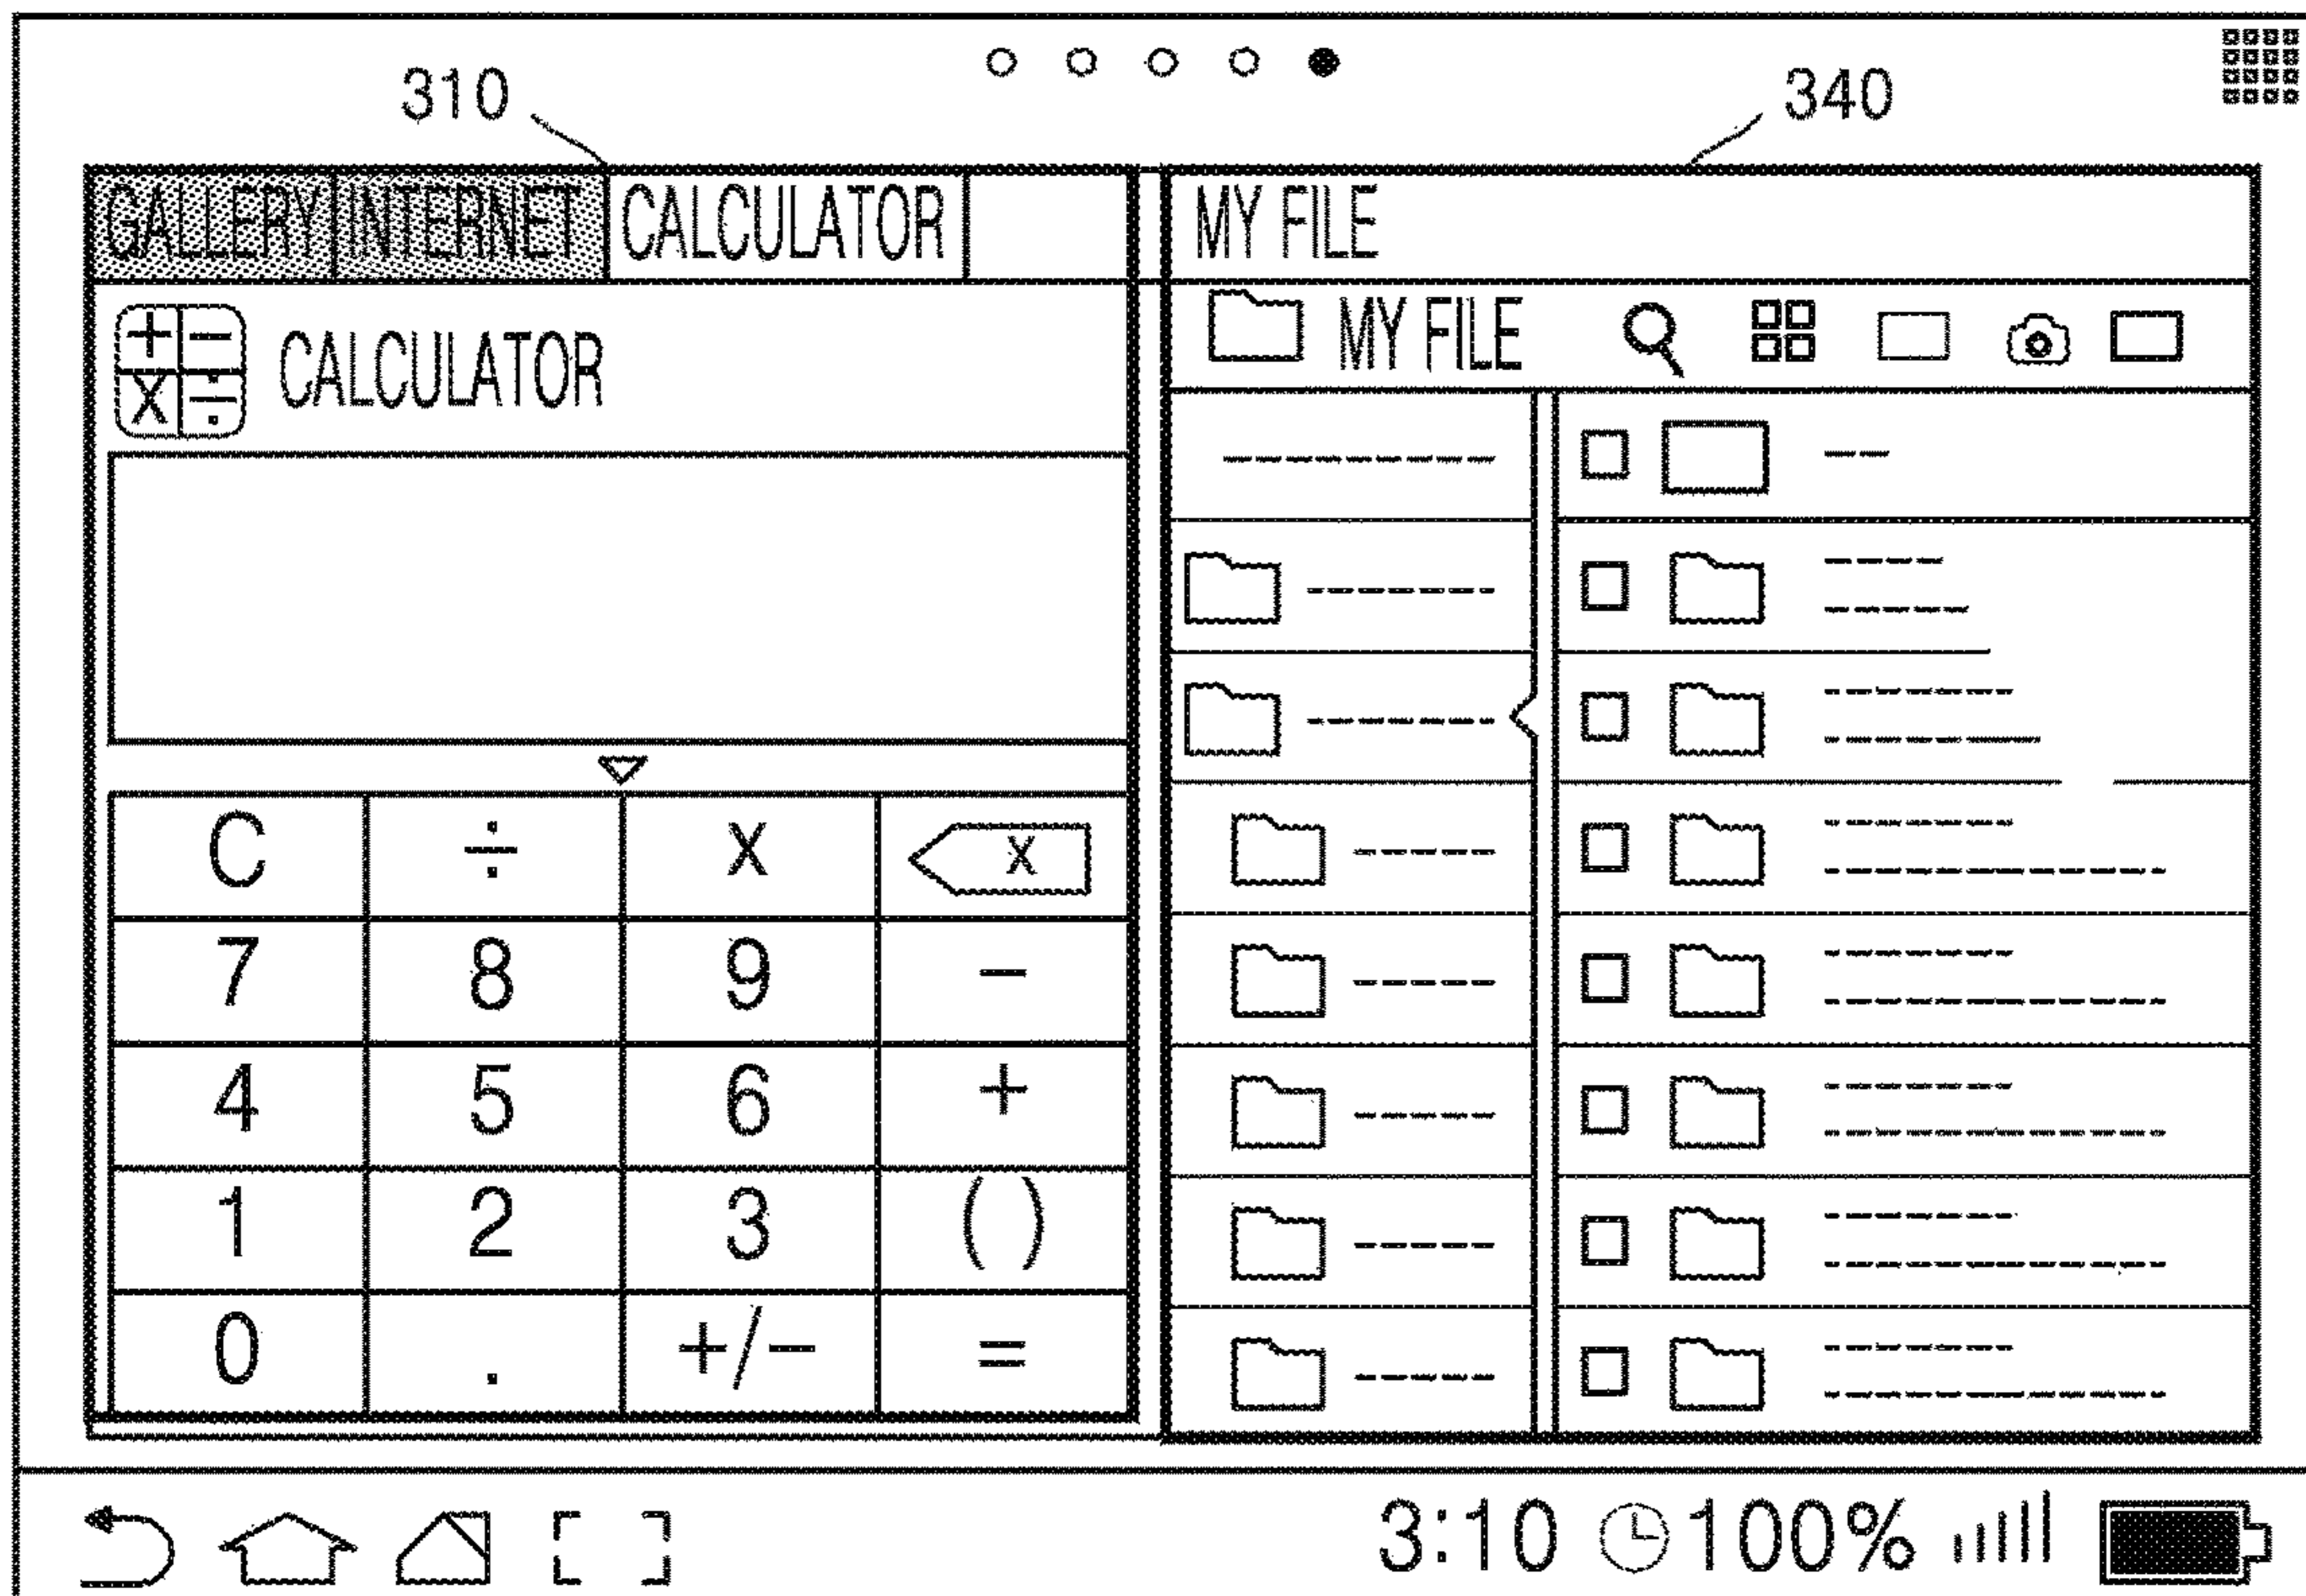 310
340
GALLERY INTERNET CALCULATOR
MY FILE
+ −
X ÷
CALCULATOR
MY FILE
C ÷ X X
7 8 9 −
4 5 6 +
1 2 3 ( )
0 . +/− =
3:10 100%